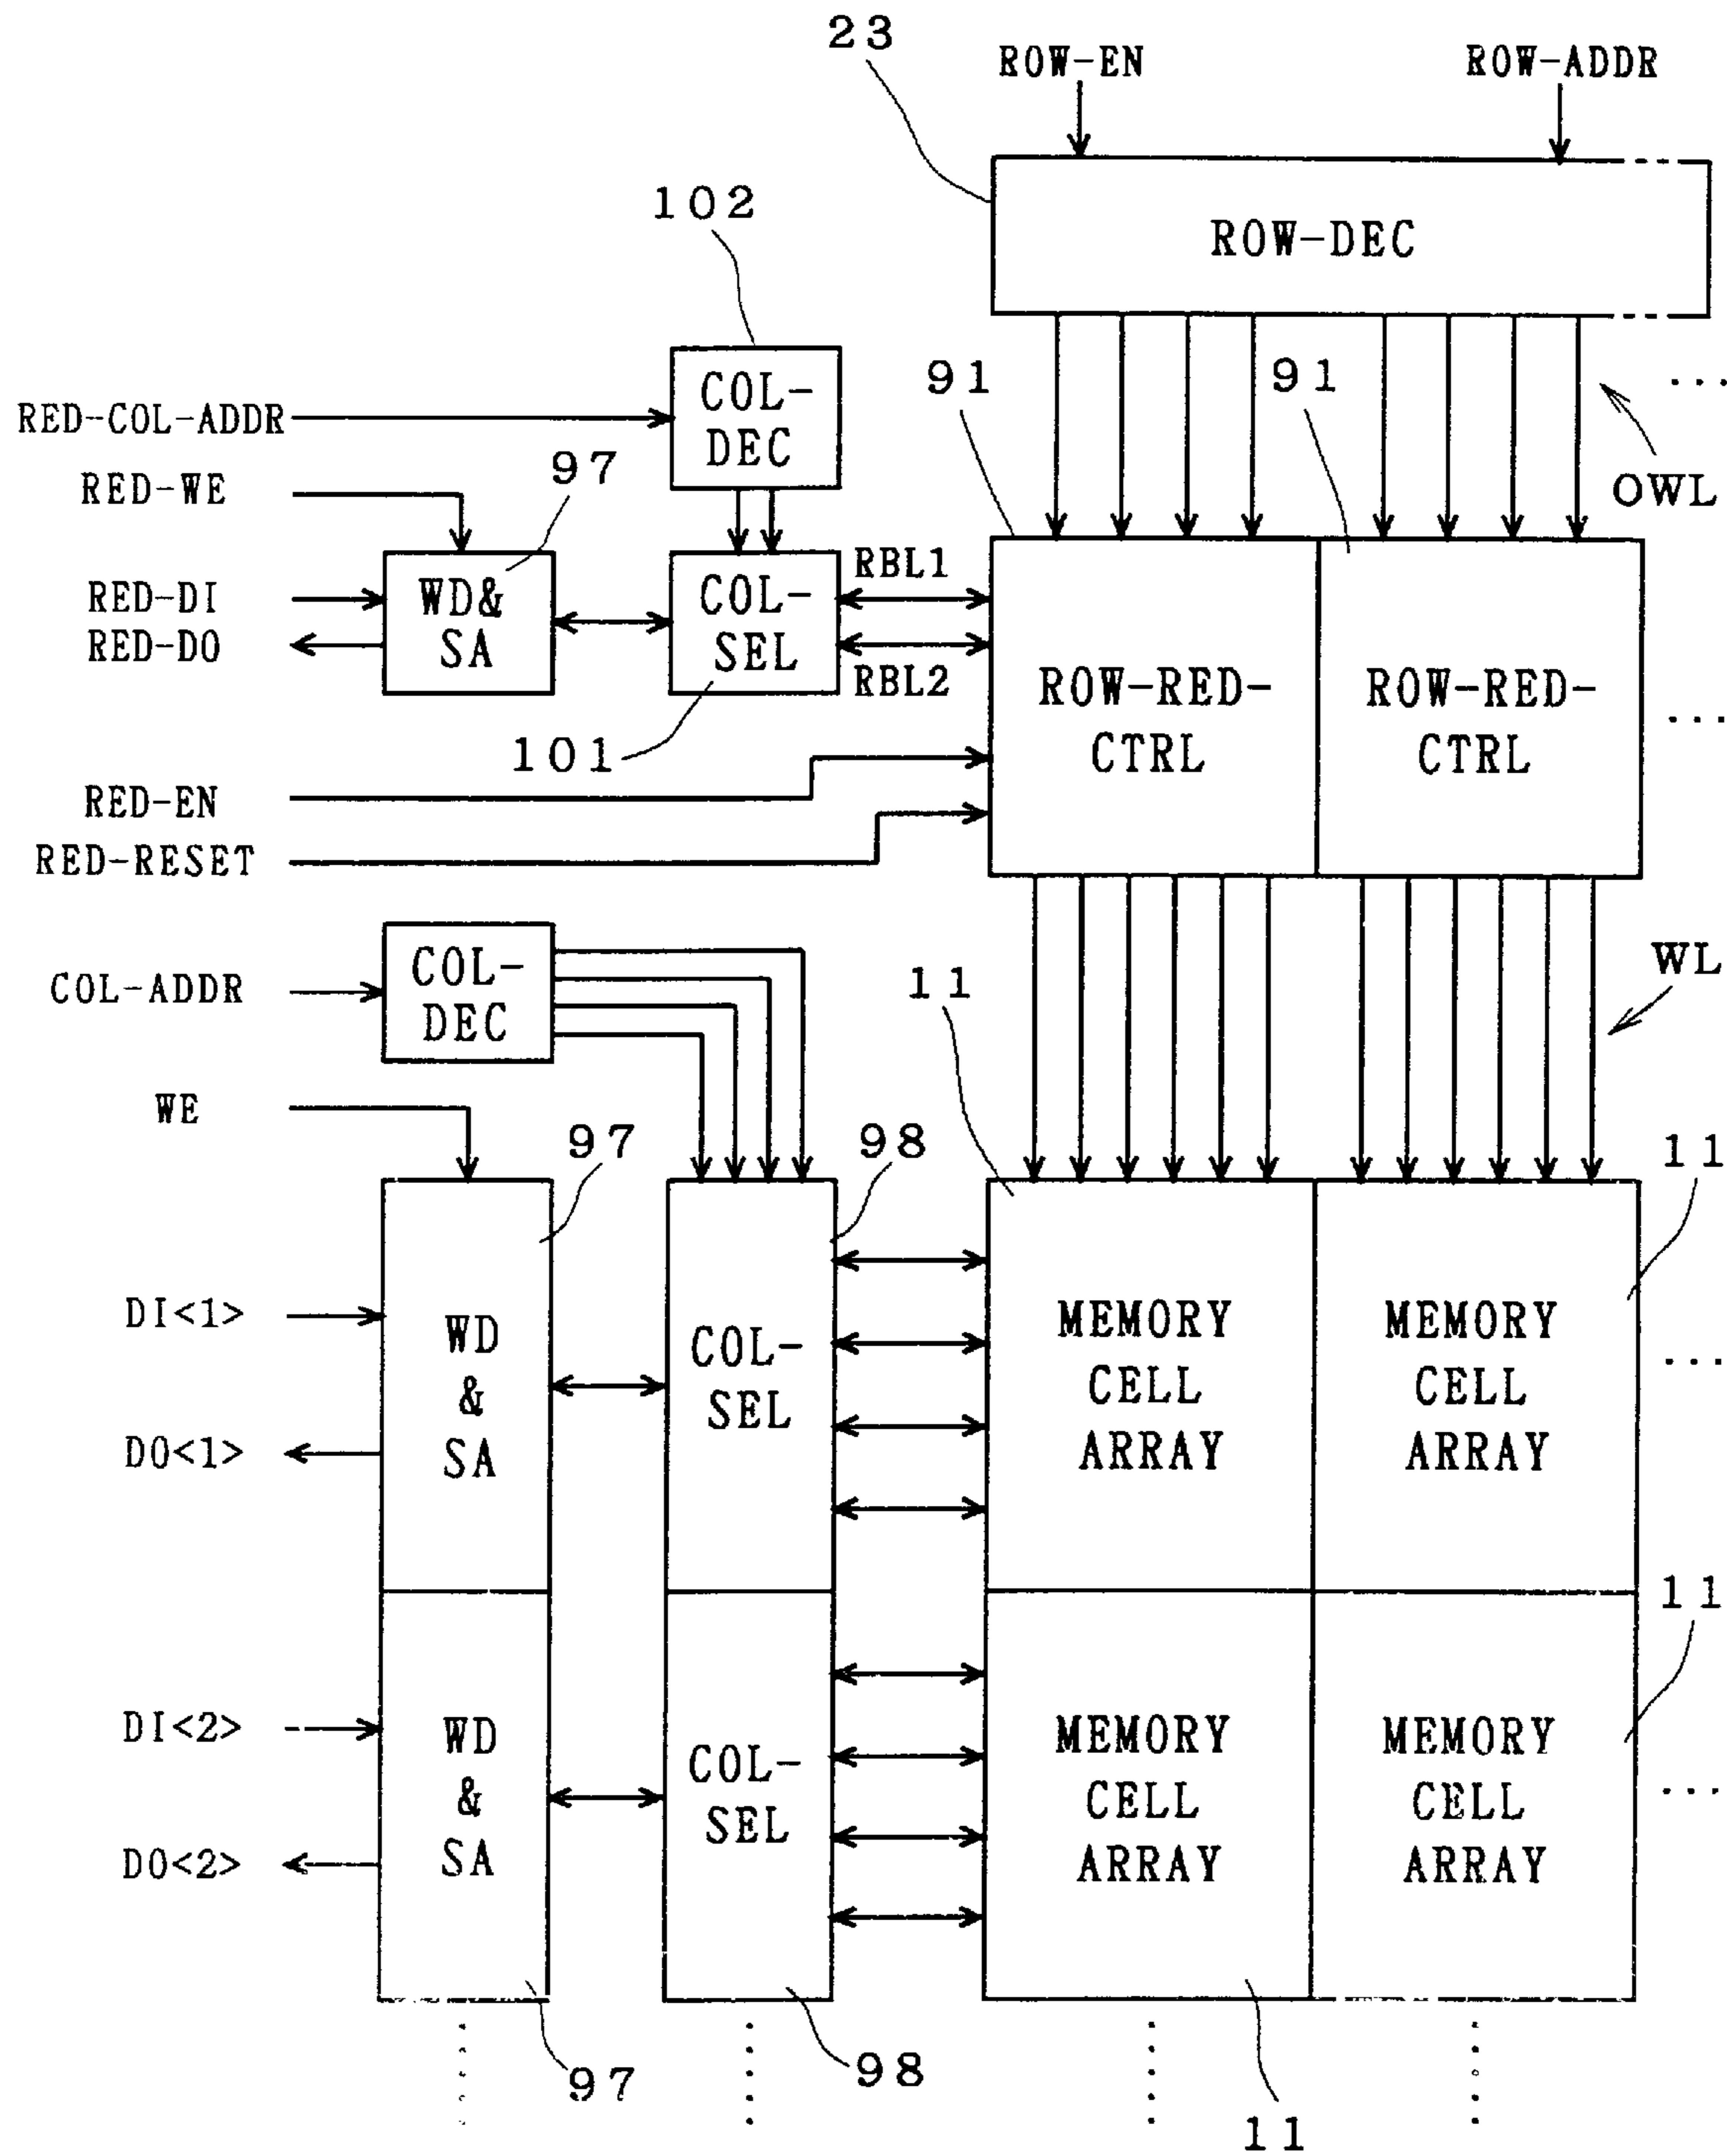 23
ROW-EN
ROW-ADDR
ROW-DEC
102
COL-
DEC
91
91
...
RED-COL-ADDR
RED-WE
97
OWL
RED-DI
RED-DO
WD&
SA
COL-
SEL
RBL1
RBL2
101
ROW-RED-
CTRL
ROW-RED-
CTRL
...
RED-EN
RED-RESET
COL-ADDR
COL-
DEC
11
WL
WE
97
98
11
DI<1>
DO<1>
WD
&
SA
COL-
SEL
MEMORY
CELL
ARRAY
MEMORY
CELL
ARRAY
...
11
DI<2>
DO<2>
WD
&
SA
COL-
SEL
MEMORY
CELL
ARRAY
MEMORY
CELL
ARRAY
...
97
98
11